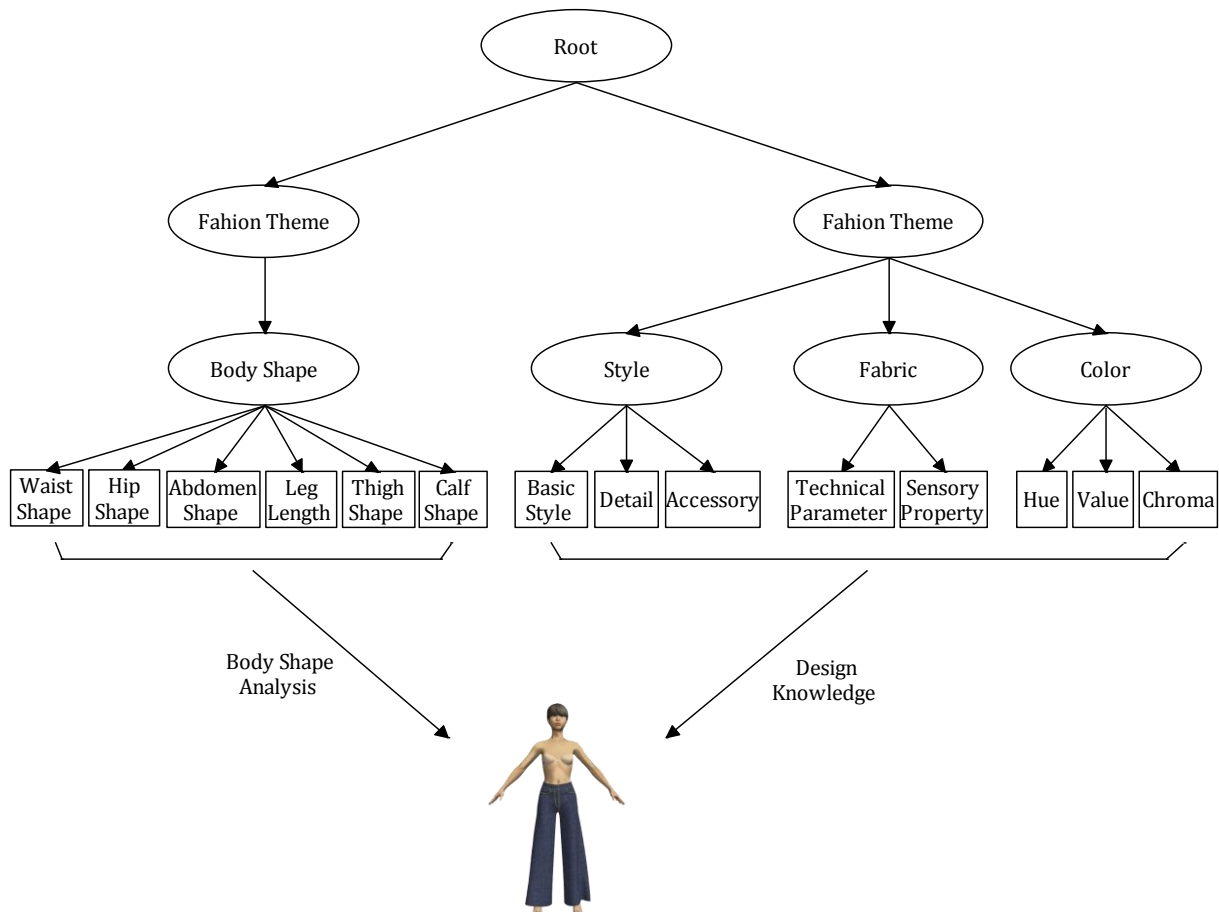 Root
Fahion Theme
Fahion Theme
Body Shape
Style
Fabric
Color
Waist
Shape
Hip
Shape
Abdomen
Shape
Leg
Length
Thigh
Shape
Calf
Shape
Basic
Style
Detail
Accessory
Technical
Parameter
Sensory
Property
Hue
Value
Chroma
Body Shape
Analysis
Design
Knowledge